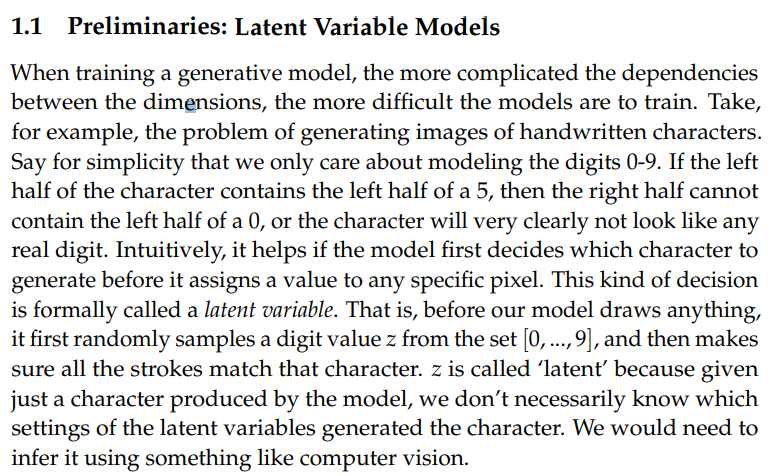 1.1 Preliminaries: Latent Variable Models
When training a generative model, the more complicated the dependencies
between the dimensions, the more difficult the models are to train. Take,
for example, the problem of generating images of handwritten characters.
Say for simplicity that we only care about modeling the digits 0-9. If the left
half of the character contains the left half of a 5, then the right half cannot
contain the left half of a 0, or the character will very clearly not look like any
real digit. Intuitively, it helps if the model first decides which character to
generate before it assigns a value to any specific pixel. This kind of decision
is formally called a latent variable. That is, before our model draws anything,
it first randomly samples a digit value z from the set [0, ..., 9], and then makes
sure all the strokes match that character. z is called ‘latent’ because given
just a character produced by the model, we don’t necessarily know which
settings of the latent variables generated the character. We would need to
infer it using something like computer vision.